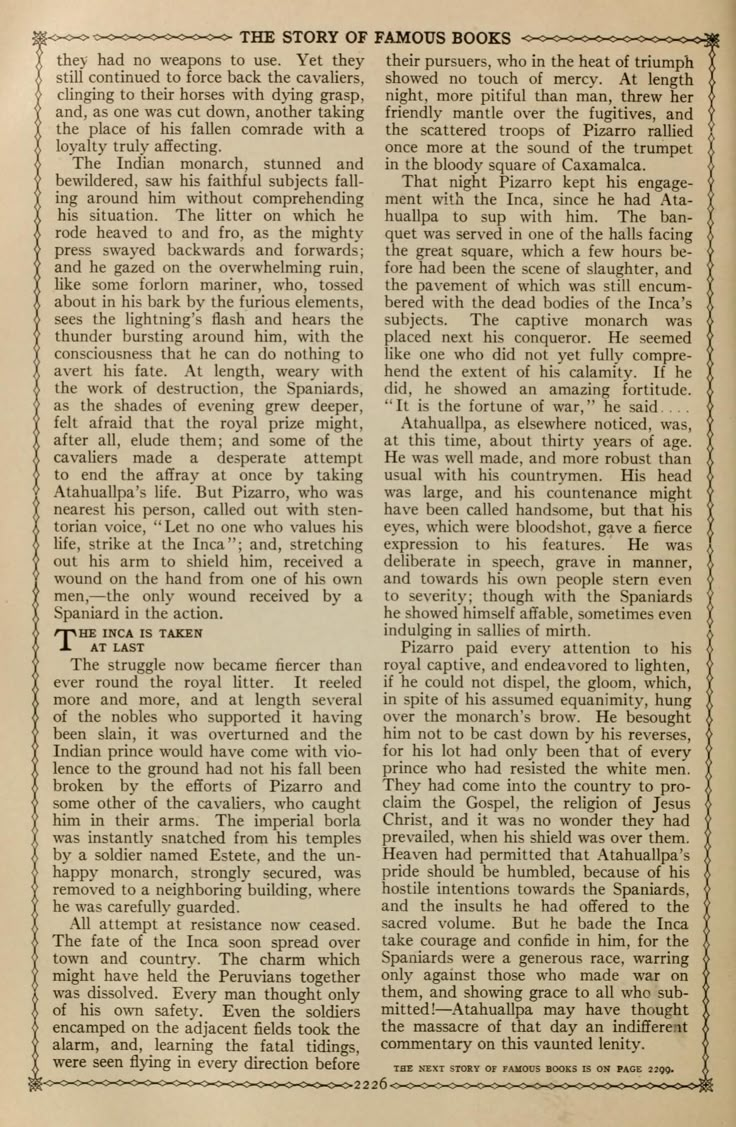 THE STORY OF FAMOUS BOOKS
they had no weapons to use. Yet they
still continued to force back the cavaliers,
clinging to their horses with dying grasp,
and, as one was cut down, another taking
the place of his fallen comrade with a
loyalty truly affecting.
The Indian monarch, stunned and
bewildered, saw his faithful subjects fall-
ing around him without comprehending
his situation. The litter on which he
rode heaved to and fro, as the mighty
press swayed backwards and forwards;
and he gazed on the overwhelming ruin,
like some forlorn mariner, who, tossed
about in his bark by the furious elements,
sees the lightning's flash and hears the
thunder bursting around him, with the
consciousness that he can do nothing to
avert his fate. At length, weary with
the work of destruction, the Spaniards,
as the shades of evening grew deeper,
felt afraid that the royal prize might,
after all, elude them; and some of the
cavaliers made a desperate attempt
to end the affray at once by taking
Atahuallpa's life. But Pizarro, who was
nearest his person, called out with sten-
torian voice, "Let no one who values his
life, strike at the Inca"; and, stretching
out his arm to shield him, received a
wound on the hand from one of his own
men,—the only wound received by a
Spaniard in the action.
THE INCA IS TAKEN
AT LAST
The struggle now became fiercer than
ever round the royal litter. It reeled
more and more, and at length several
of the nobles who supported it having
been slain, it was overturned and the
Indian prince would have come with vio-
lence to the ground had not his fall been
broken by the efforts of Pizarro and
some other of the cavaliers, who caught
him in their arms. The imperial borla
was instantly snatched from his temples
by a soldier named Estete, and the un-
happy monarch, strongly secured, was
removed to a neighboring building, where
he was carefully guarded.
All attempt at resistance now ceased.
The fate of the Inca soon spread over
town and country. The charm which
might have held the Peruvians together
was dissolved. Every man thought only
of his own safety. Even the soldiers
encamped on the adjacent fields took the
alarm, and, learning the fatal tidings,
were seen flying in every direction before
their pursuers, who in the heat of triumph
showed no touch of mercy. At length
night, more pitiful than man, threw her
friendly mantle over the fugitives, and
the scattered troops of Pizarro rallied
once more at the sound of the trumpet
in the bloody square of Caxamalca.
That night Pizarro kept his engage-
ment with the Inca, since he had Ata-
huallpa to sup with him. The ban-
quet was served in one of the halls facing
the great square, which a few hours be-
fore had been the scene of slaughter, and
the pavement of which was still encum-
bered with the dead bodies of the Inca's
subjects. The captive monarch was
placed next his conqueror. He seemed
like one who did not yet fully compre-
hend the extent of his calamity. If he
did, he showed an amazing fortitude.
"It is the fortune of war," he said....
Atahuallpa, as elsewhere noticed, was,
at this time, about thirty years of age.
He was well made, and more robust than
usual with his countrymen. His head
was large, and his countenance might
have been called handsome, but that his
eyes, which were bloodshot, gave a fierce
expression to his features. He was
deliberate in speech, grave in manner,
and towards his own people stern even
to severity; though with the Spaniards
he showed himself affable, sometimes even
indulging in sallies of mirth.
Pizarro paid every attention to his
royal captive, and endeavored to lighten,
if he could not dispel, the gloom, which,
in spite of his assumed equanimity, hung
over the monarch's brow. He besought
him not to be cast down by his reverses,
for his lot had only been that of every
prince who had resisted the white men.
They had come into the country to pro-
claim the Gospel, the religion of Jesus
Christ, and it was no wonder they had
prevailed, when his shield was over them.
Heaven had permitted that Atahuallpa's
pride should be humbled, because of his
hostile intentions towards the Spaniards,
and the insults he had offered to the
sacred volume. But he bade the Inca
take courage and confide in him, for the
Spaniards were a generous race, warring
only against those who made war on
them, and showing grace to all who sub-
mitted!—Atahuallpa may have thought
the massacre of that day an indifferent
commentary on this vaunted lenity.
THE NEXT STORY OF FAMOUS BOOKS IS ON PAGE 2299.
2226